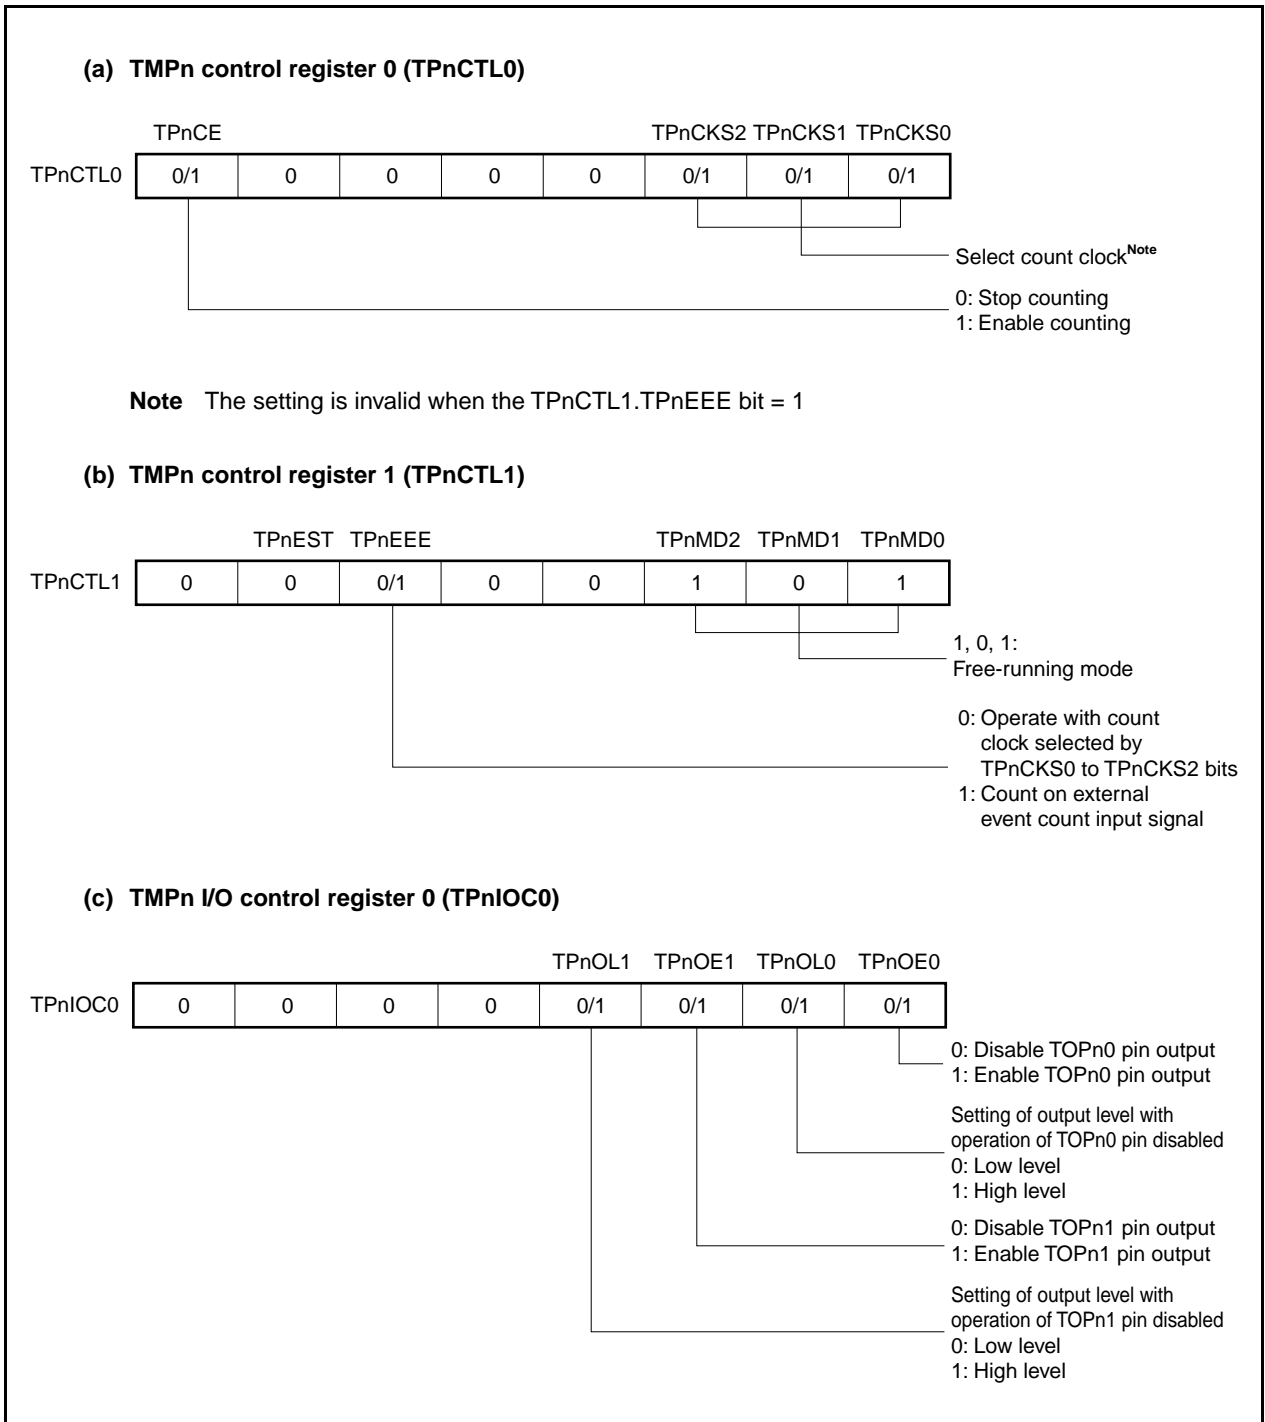 (a) TMPn control register 0 (TPnCTL0)
TPnCE TPnCKS2 TPnCKS1 TPnCKS0
TPnCTL0 0/1 0 0 0 0 0/1 0/1 0/1
Select count clockNote
0: Stop counting
1: Enable counting
Note The setting is invalid when the TPnCTL1.TPnEEE bit = 1
(b) TMPn control register 1 (TPnCTL1)
TPnEST TPnEEE TPnMD2 TPnMD1 TPnMD0
TPnCTL1 0 0 0/1 0 0 1 0 1
1, 0, 1:
Free-running mode
0: Operate with count
clock selected by
TPnCKS0 to TPnCKS2 bits
1: Count on external
event count input signal
(c) TMPn I/O control register 0 (TPnIOC0)
TPnOL1 TPnOE1 TPnOL0 TPnOE0
TPnIOC0 0 0 0 0 0/1 0/1 0/1 0/1
0: Disable TOPn0 pin output
1: Enable TOPn0 pin output
Setting of output level with
operation of TOPn0 pin disabled
0: Low level
1: High level
0: Disable TOPn1 pin output
1: Enable TOPn1 pin output
Setting of output level with
operation of TOPn1 pin disabled
0: Low level
1: High level